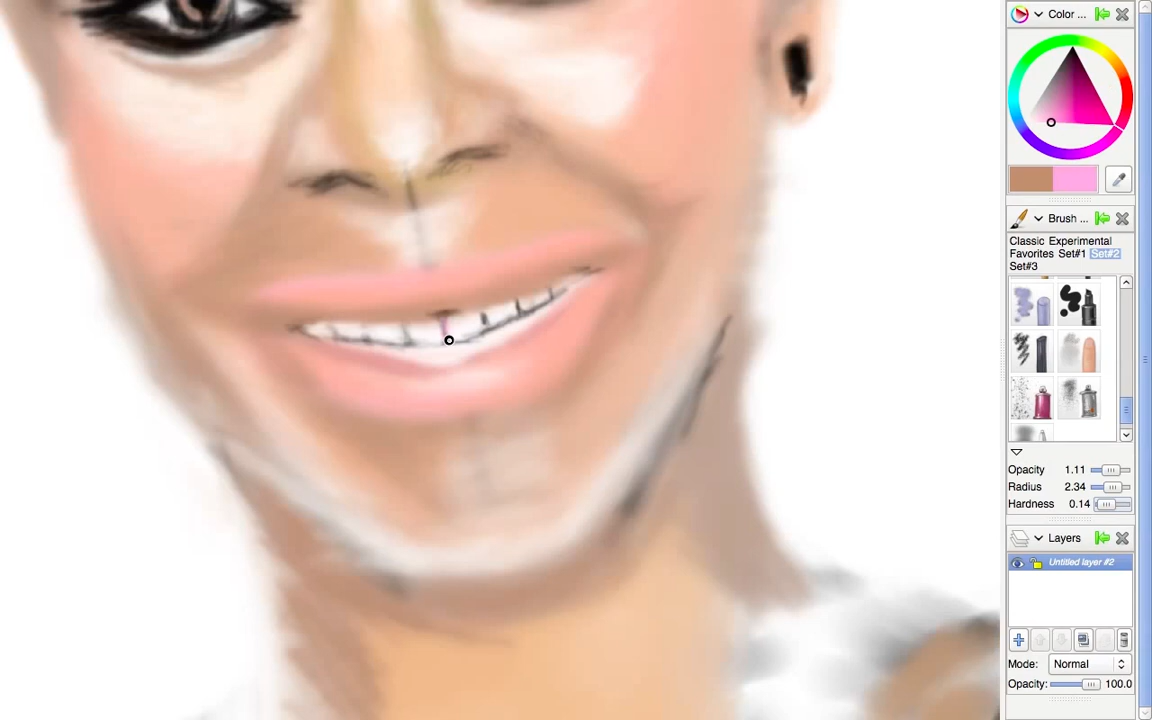 Color ...
Brush ...
Classic Experimental
Favorites Set#1 Set#2
Set#3
Opacity 1.11
Radius 2.34
Hardness 0.14
Layers
Untitled layer #2
Mode: Normal
Opacity: 100.0